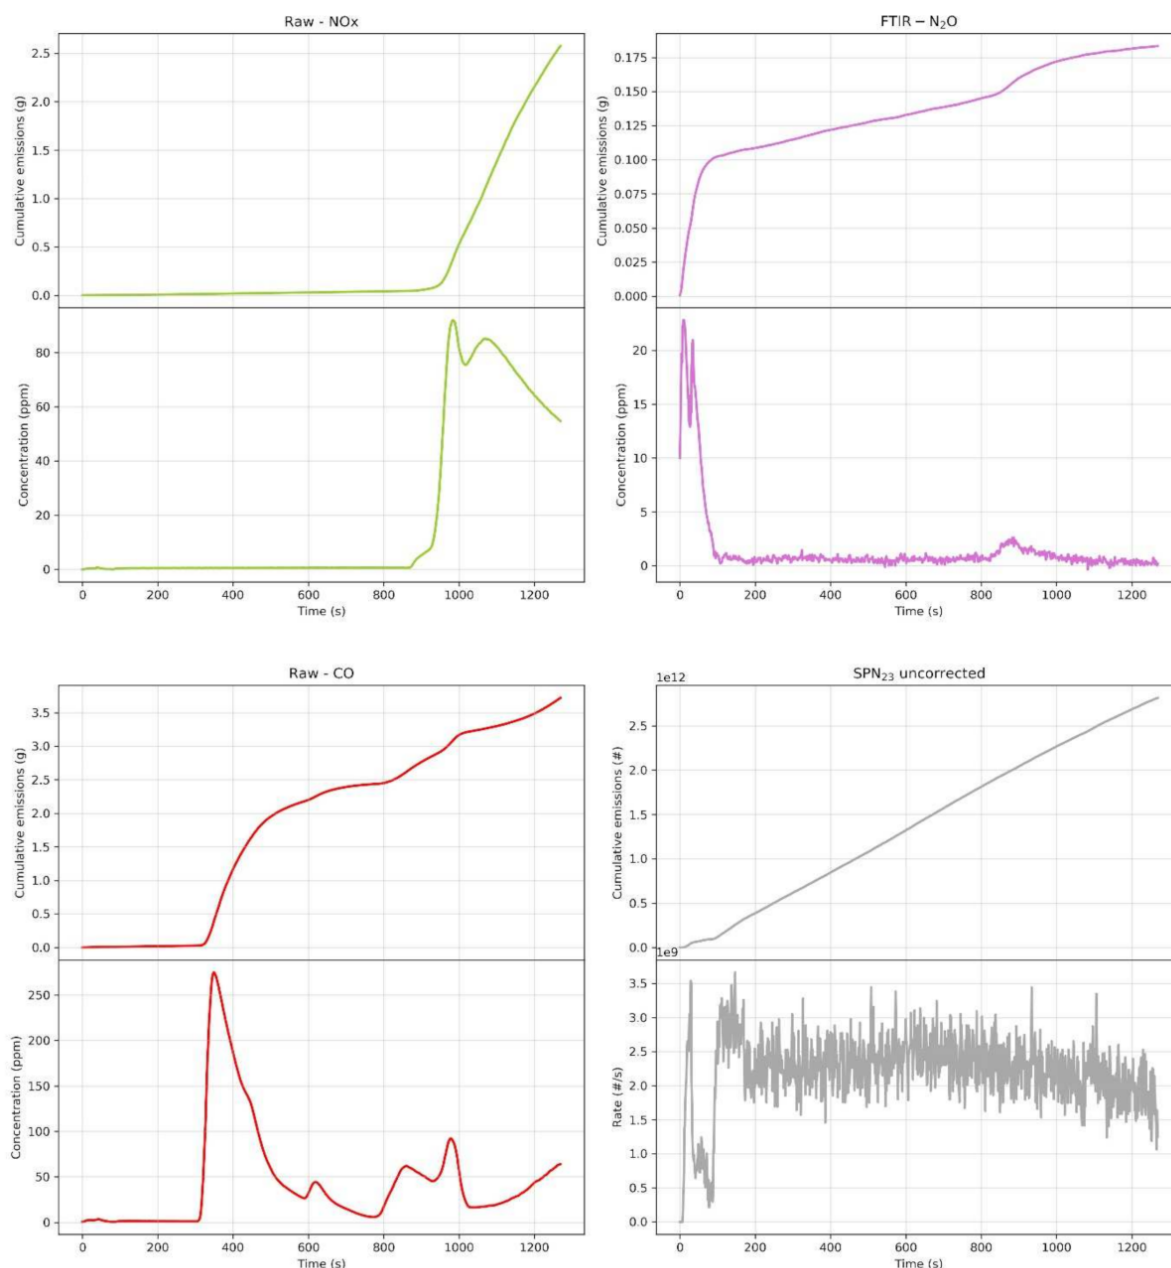 Raw - NOx
Cumulative emissions (g)
2.5
2.0
1.5
1.0
0.5
0.0
Concentration (ppm)
80
60
40
20
0
0 200 400 600 800 1000 1200
Time (s)
FTIR – N₂O
Cumulative emissions (g)
0.175
0.150
0.125
0.100
0.075
0.050
0.025
0.000
Concentration (ppm)
20
15
10
5
0
0 200 400 600 800 1000 1200
Time (s)
Raw - CO
Cumulative emissions (g)
3.5
3.0
2.5
2.0
1.5
1.0
0.5
0.0
Concentration (ppm)
250
200
150
100
50
0
0 200 400 600 800 1000 1200
Time (s)
SPN₂₃ uncorrected
1e12
Cumulative emissions (#)
2.5
2.0
1.5
1.0
0.5
0.0
1e9
Rate (#/s)
3.5
3.0
2.5
2.0
1.5
1.0
0.5
0.0
0 200 400 600 800 1000 1200
Time (s)